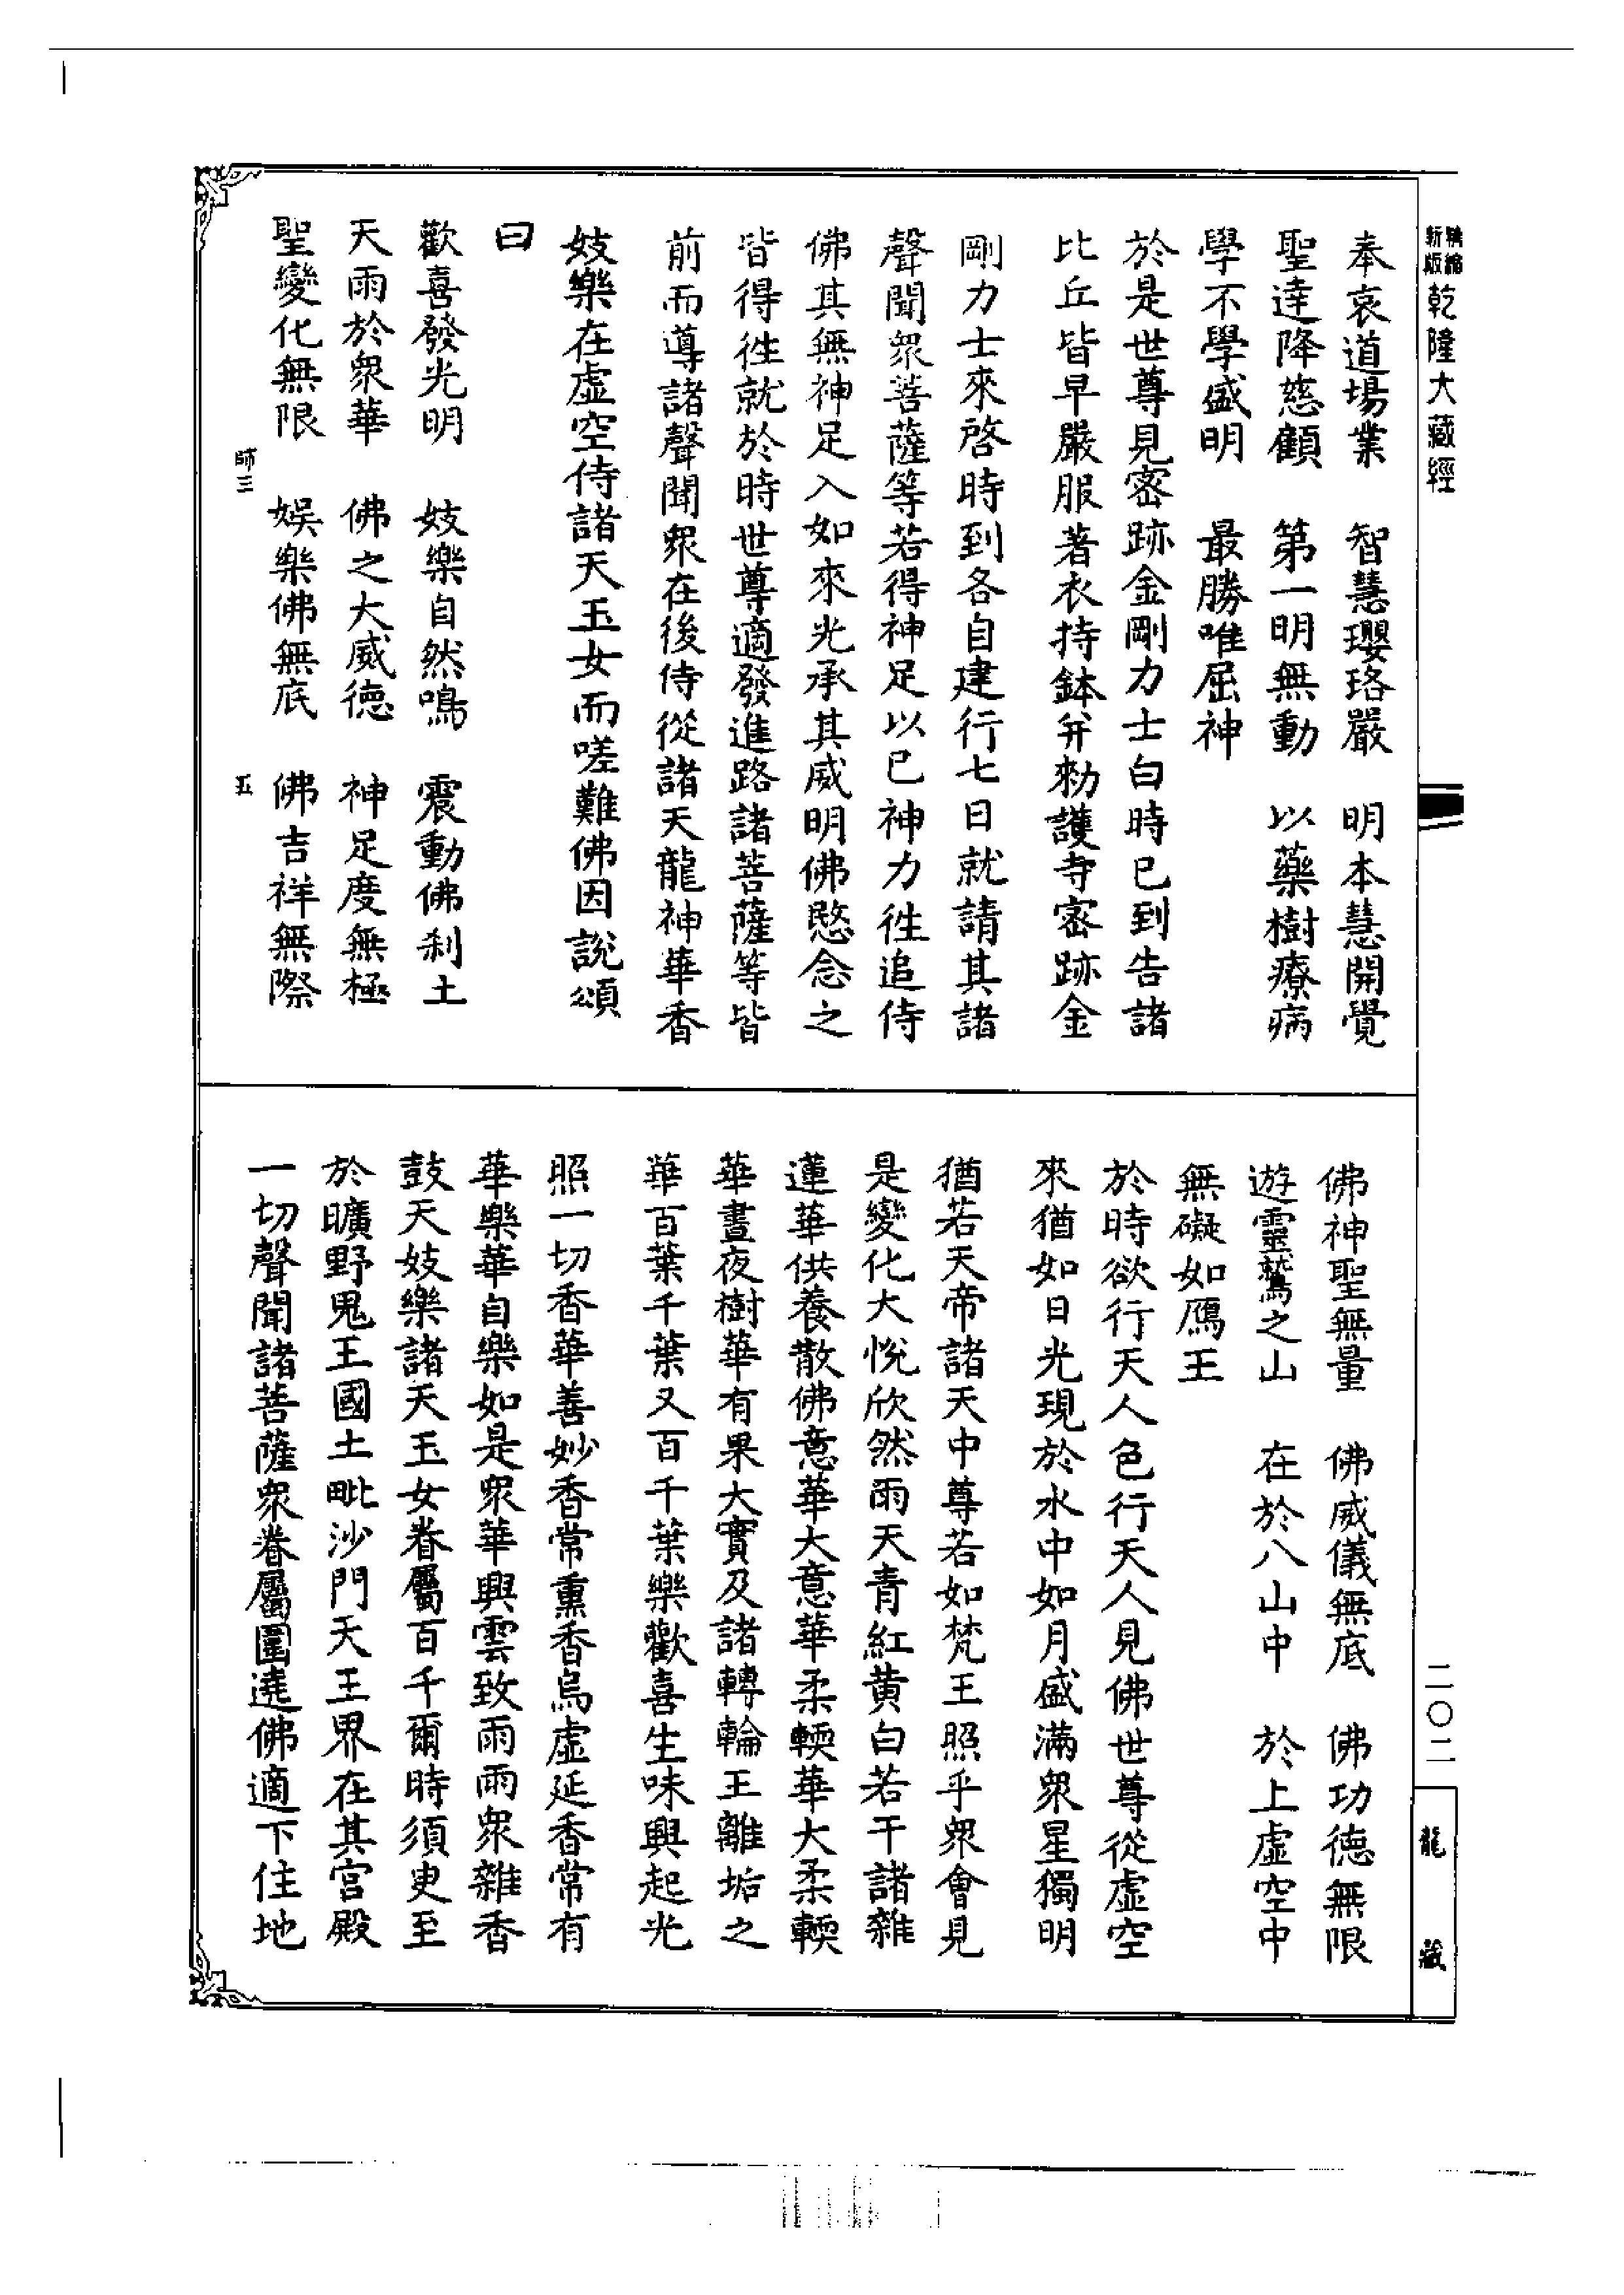 新版 精縮 乾隆大藏經
奉哀道場業　智慧瓔珞嚴　明本慧開覺
聖達降慈顧　第一明無動　以藥樹療病
學不學盛明　最勝唯屈神
於是世尊見密跡金剛力士白時已到告諸
比丘皆早嚴服著衣持鉢并勑護寺密跡金
剛力士來啓時到各自建行七日就請其諸
聲聞衆菩薩等若得神足以已神力徃追侍
佛其無神足入如來光承其威明佛愍念之
皆得徃就於時世尊適發進路諸菩薩等皆
前而導諸聲聞衆在後侍從諸天龍神華香
妓樂在虛空侍諸天玉女而嗟難佛因說頌
曰
歡喜發光明　妓樂自然鳴　震動佛刹土
天雨於衆華　佛之大威德　神足度無極
聖變化無限　娛樂佛無底　佛吉祥無際
師三　五
佛神聖無量　佛威儀無底　佛功德無限
遊靈鷲之山　在於八山中　於上虛空中
無礙如鴈王
於時欲行天人色行天人見佛世尊從虛空
來猶如日光現於水中如月盛滿衆星獨明
猶若天帝諸天中尊若如梵王照乎衆會見
是變化大悅欣然雨天青紅黄白若干諸雜
蓮華供養散佛意華大意華柔輭華大柔輭
華晝夜樹華有果大實及諸轉輪王離垢之
華百葉千葉又百千葉樂歡喜生味興起光
照一切香華善妙香常熏香烏虛延香常有
華樂華自樂如是衆華興雲致雨雨衆雜香
鼓天妓樂諸天玉女眷屬百千爾時須臾至
於曠野鬼王國土毗沙門天王界在其宮殿
一切聲聞諸菩薩衆眷屬圍遶佛適下住地
二〇二
龍藏